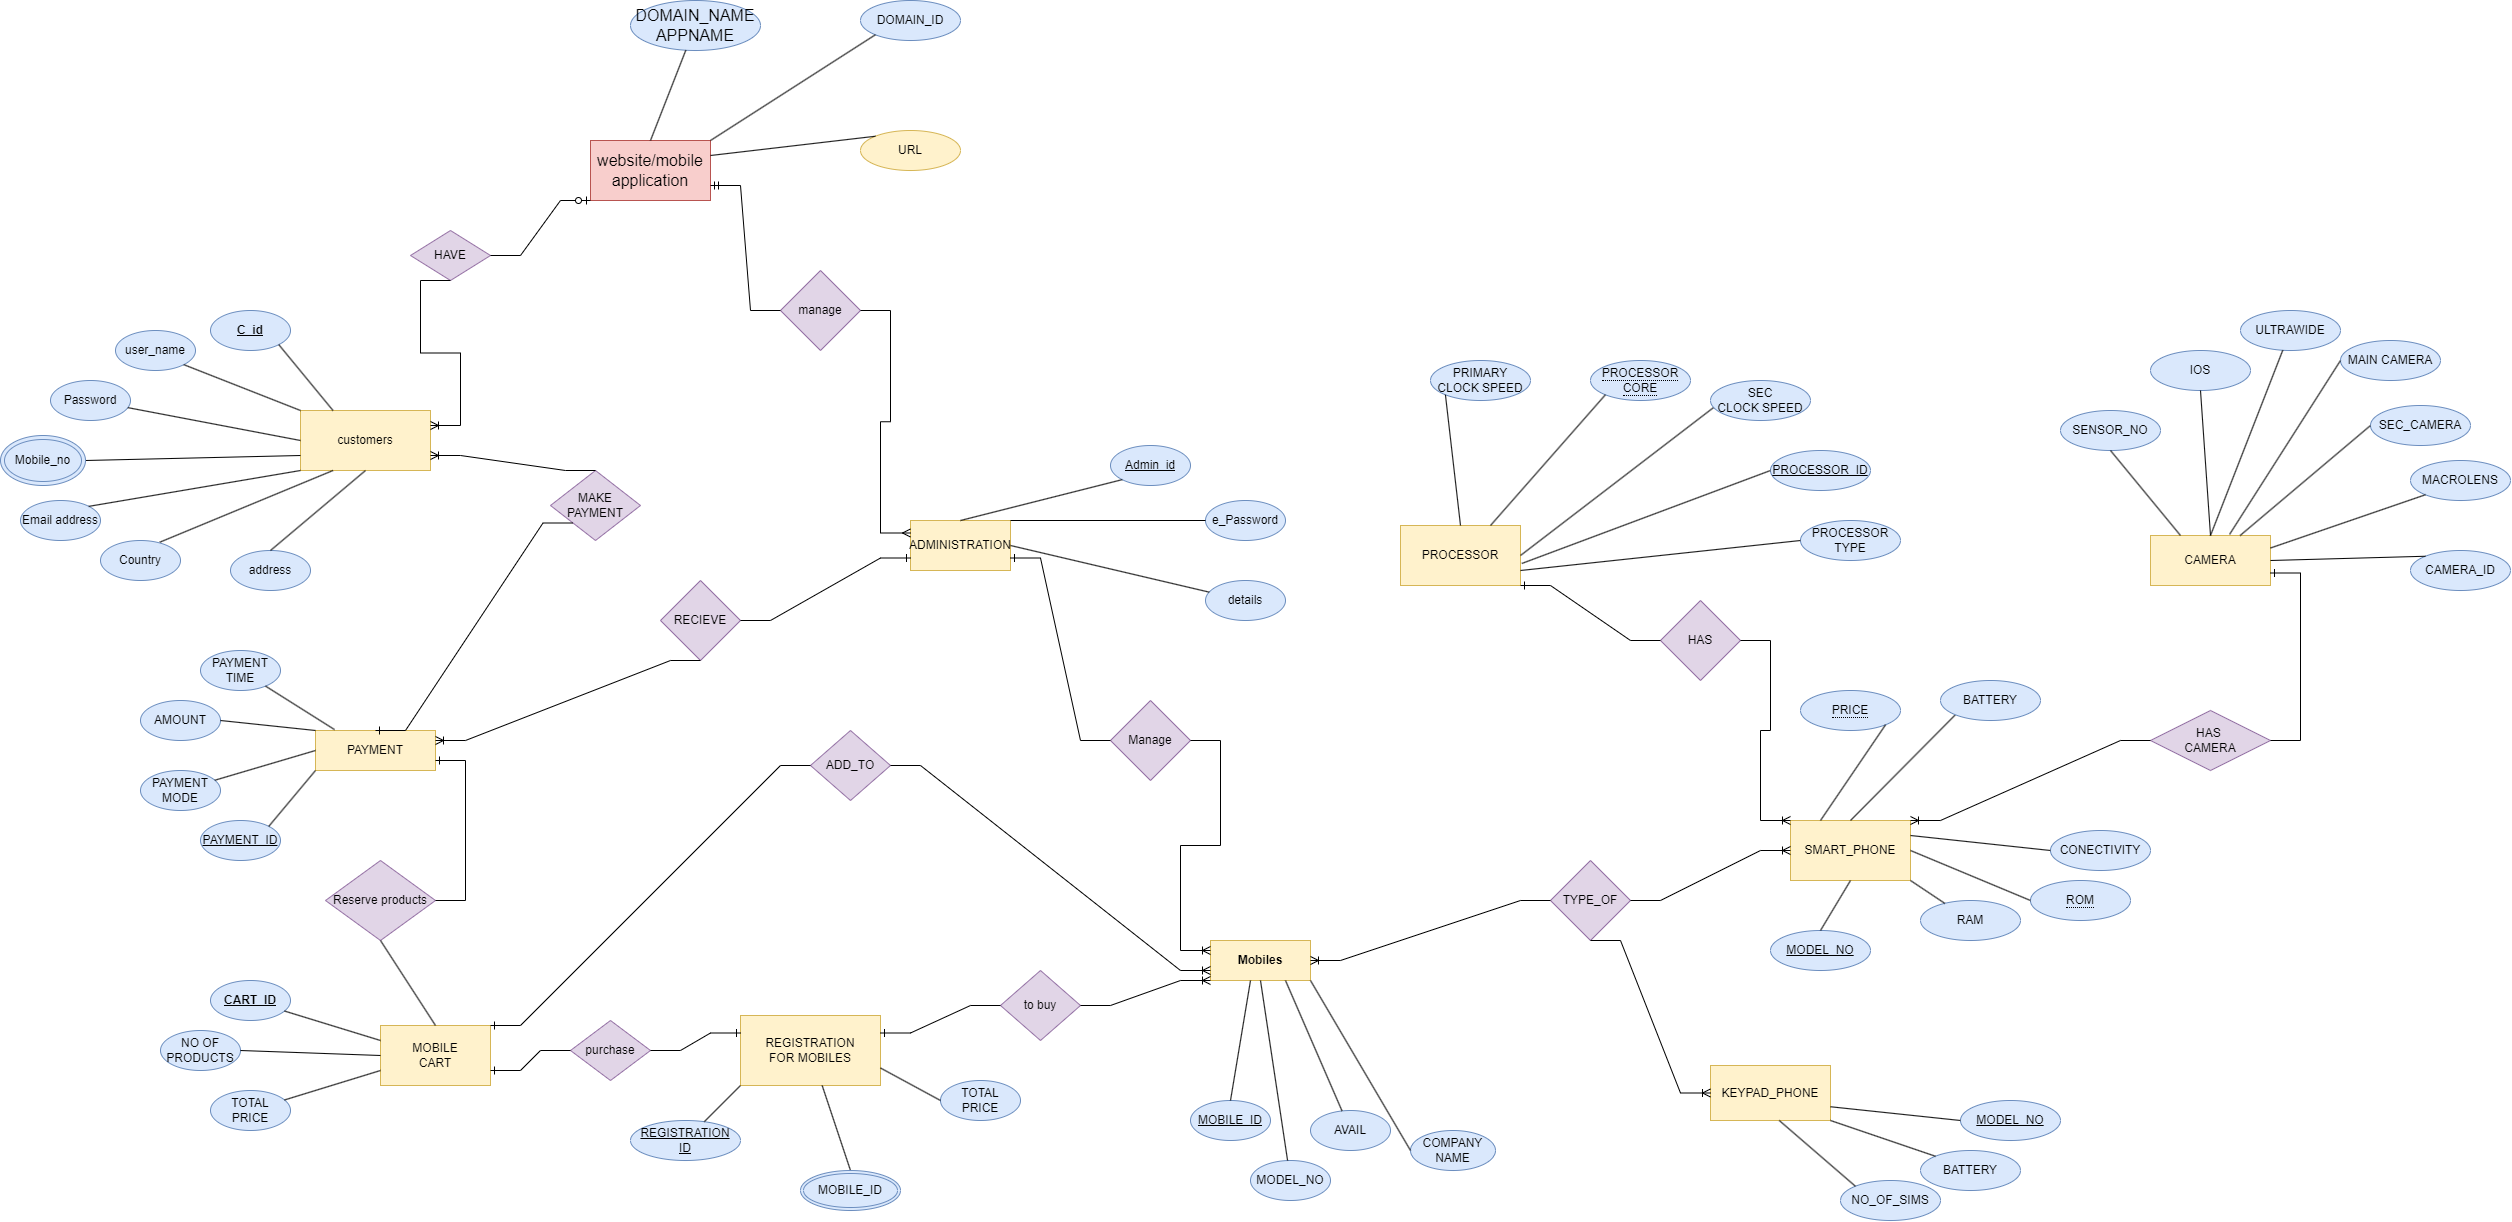 DOMAIN_NAME
APPNAME
DOMAIN_ID
URL
website/mobile
application
HAVE
manage
C_id
user_name
Password
customers
Mobile_no
Email address
Country
address
MAKE
PAYMENT
Admin_id
e_Password
ADMINISTRATION
details
RECIEVE
PRIMARY
CLOCK SPEED
PROCESSOR
CORE
SEC
CLOCK SPEED
PROCESSOR_ID
PROCESSOR
TYPE
PROCESSOR
ULTRAWIDE
IOS
MAIN CAMERA
SENSOR_NO
SEC_CAMERA
MACROLENS
CAMERA
CAMERA_ID
HAS
PAYMENT
TIME
AMOUNT
PAYMENT
PAYMENT
MODE
PAYMENT_ID
ADD_TO
Manage
PRICE
BATTERY
HAS
CAMERA
SMART_PHONE
CONECTIVITY
ROM
RAM
MODEL_NO
Reserve products
TYPE_OF
Mobiles
CART_ID
NO OF
PRODUCTS
MOBILE
CART
TOTAL
PRICE
purchase
REGISTRATION
FOR MOBILES
to buy
REGISTRATION
ID
TOTAL
PRICE
MOBILE_ID
MOBILE_ID
AVAIL
COMPANY
NAME
MODEL_NO
KEYPAD_PHONE
MODEL_NO
BATTERY
NO_OF_SIMS